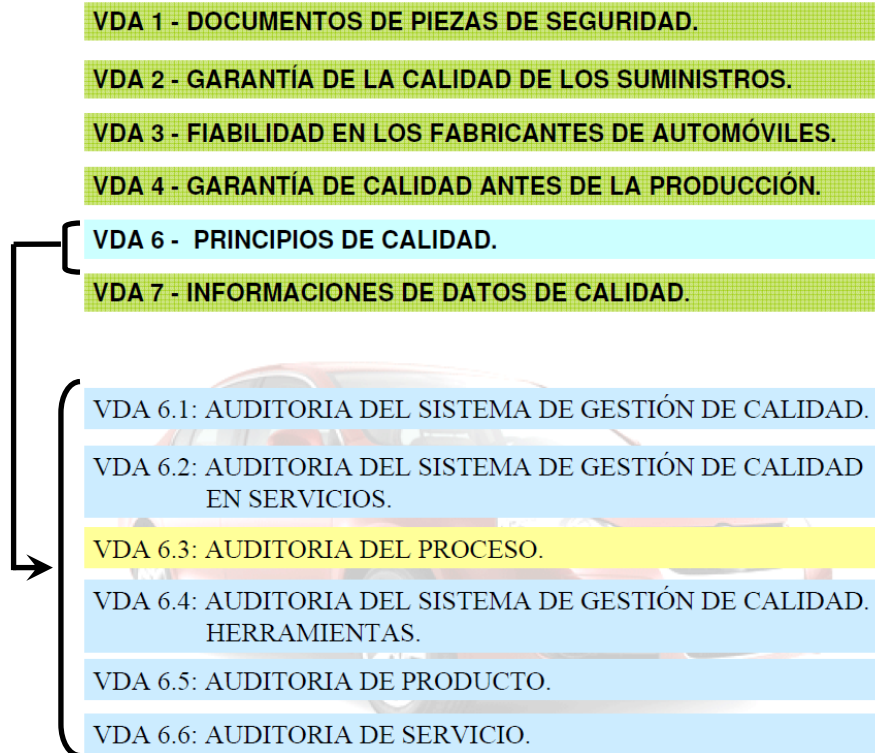 VDA 1 - DOCUMENTOS DE PIEZAS DE SEGURIDAD.
VDA 2 - GARANTÍA DE LA CALIDAD DE LOS SUMINISTROS.
VDA 3 - FIABILIDAD EN LOS FABRICANTES DE AUTOMÓVILES.
VDA 4 - GARANTÍA DE CALIDAD ANTES DE LA PRODUCCIÓN.
VDA 6 - PRINCIPIOS DE CALIDAD.
VDA 7 - INFORMACIONES DE DATOS DE CALIDAD.
VDA 6.1: AUDITORIA DEL SISTEMA DE GESTIÓN DE CALIDAD.
VDA 6.2: AUDITORIA DEL SISTEMA DE GESTIÓN DE CALIDAD
EN SERVICIOS.
VDA 6.3: AUDITORIA DEL PROCESO.
VDA 6.4: AUDITORIA DEL SISTEMA DE GESTIÓN DE CALIDAD.
HERRAMIENTAS.
VDA 6.5: AUDITORIA DE PRODUCTO.
VDA 6.6: AUDITORIA DE SERVICIO.